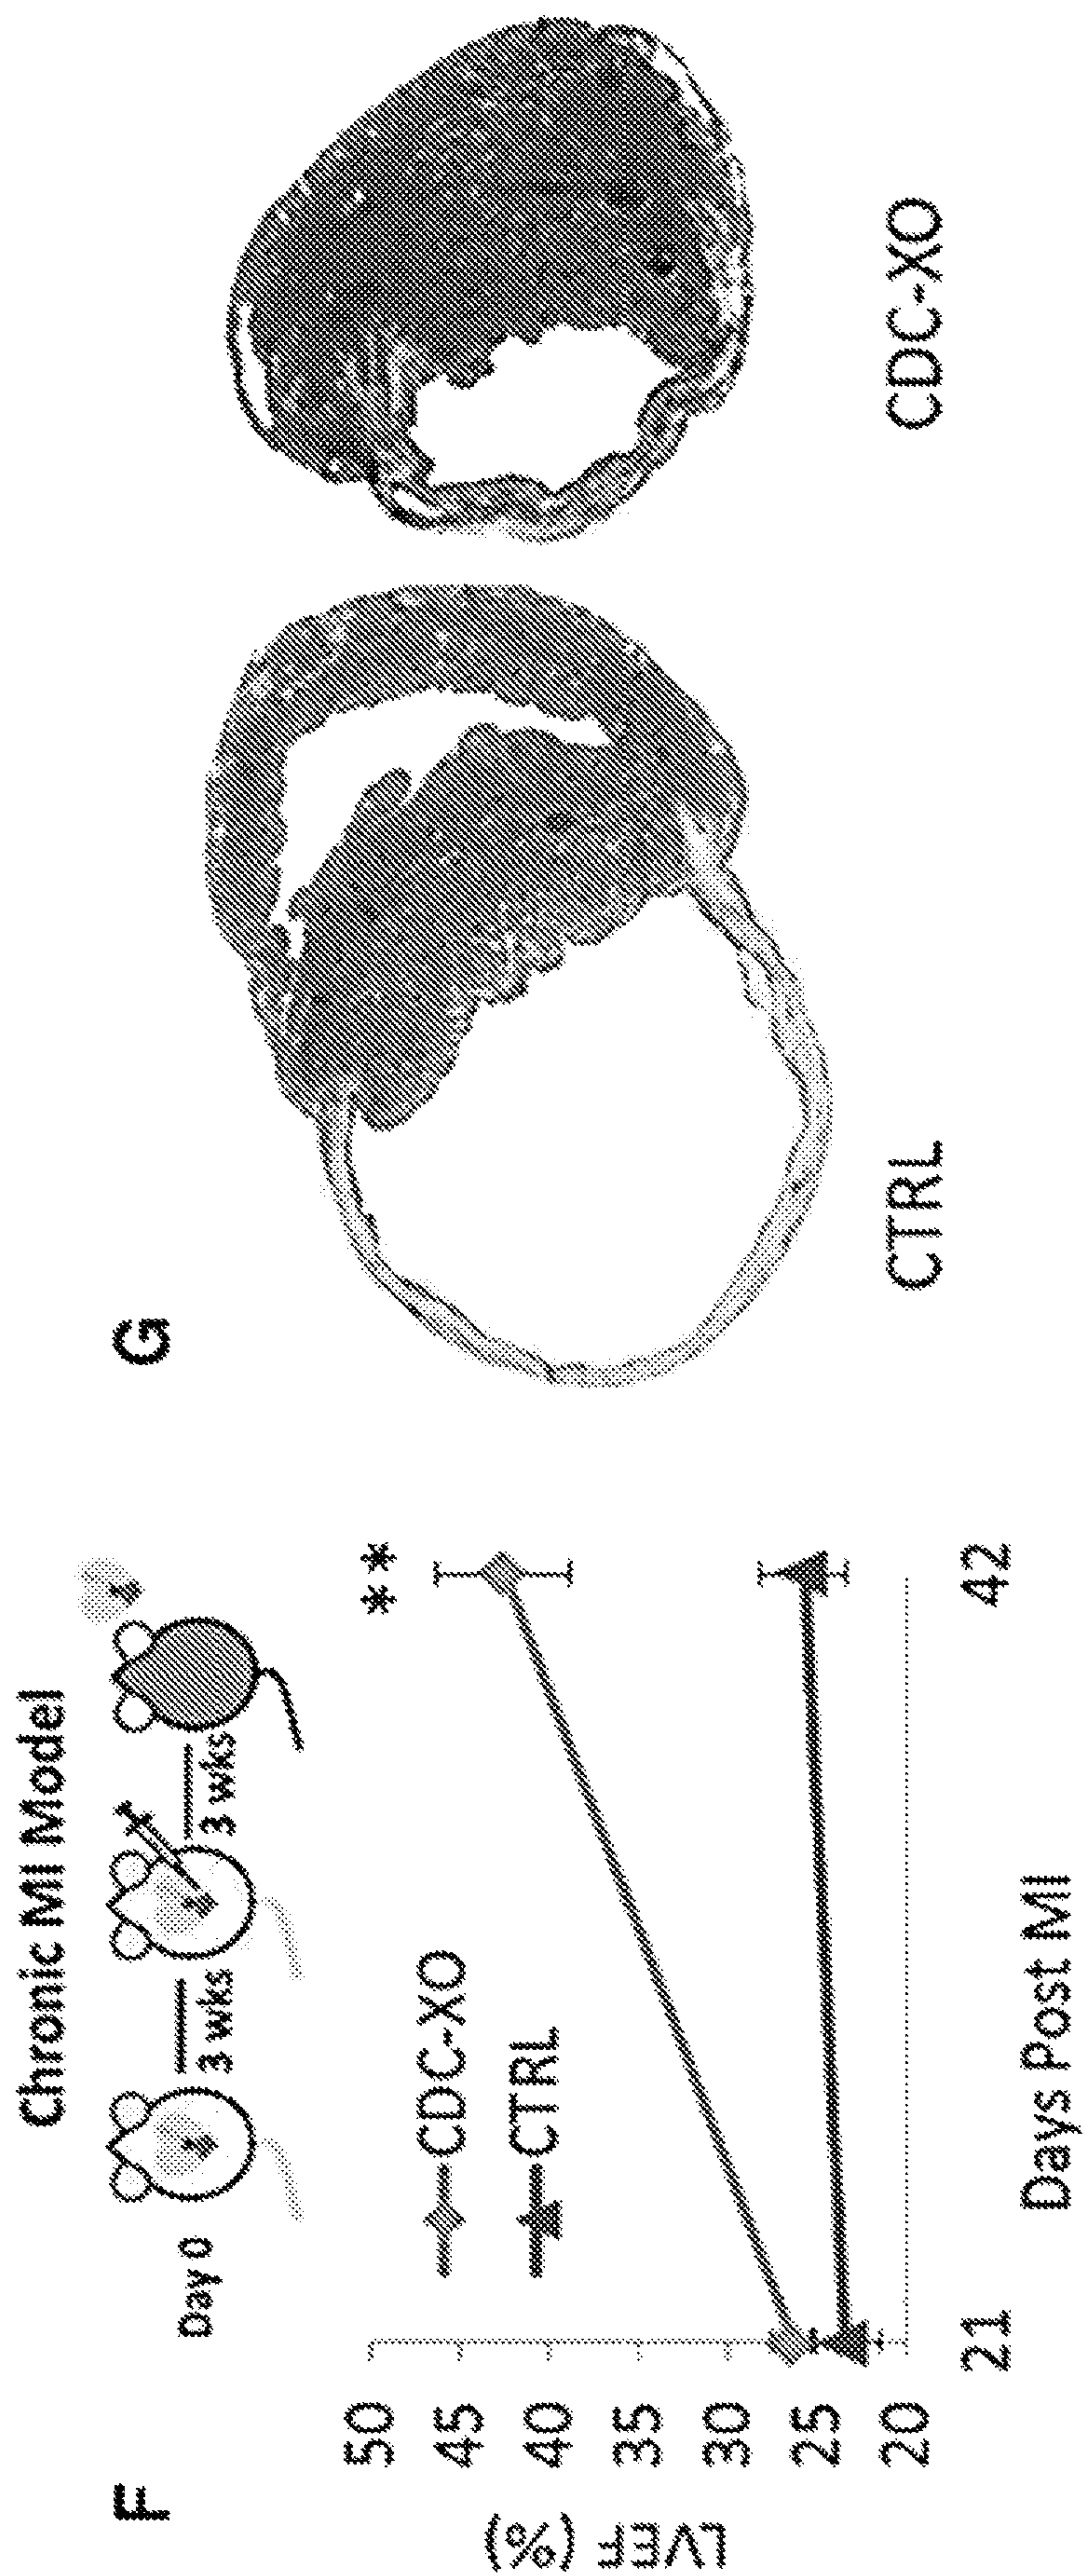 F
Chronic MI Model
Day 0
3 wks
3 wks
LVEF (%)
50
45
40
35
30
25
20
CDC-XO
CTRL
**
21
42
Days Post MI
G
CTRL
CDC-XO